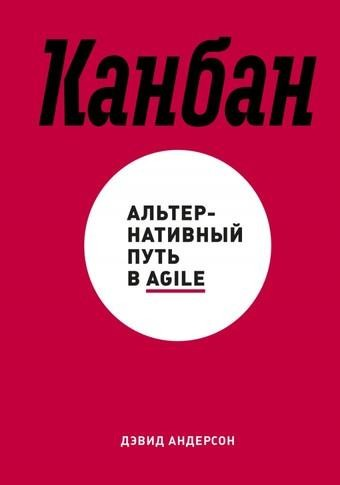 Канбан
АЛЬТЕР-
НАТИВНЫЙ
ПУТЬ
В AGILE
ДЭВИД АНДЕРСОН